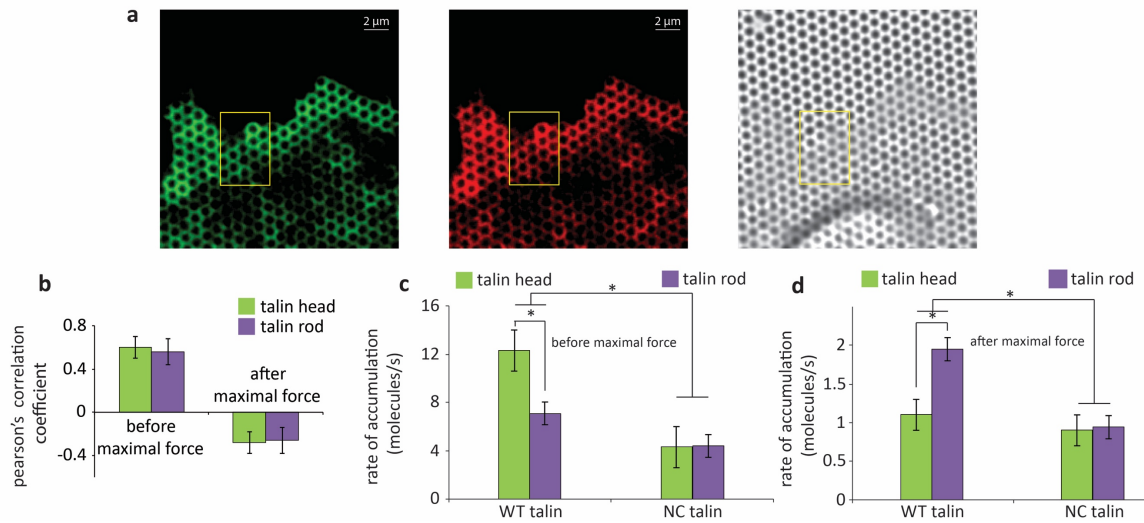 a
2 μm
2 μm
b
talin head
talin rod
pearson's correlation
coefficient
0.8
0.4
0
-0.4
before
maximal force
after
maximal force
c
talin head
talin rod
rate of accumulation
(molecules/s)
16
12
8
4
0
*
*
before maximal force
WT talin
NC talin
d
talin head
talin rod
rate of accumulation
(molecules/s)
2
1.5
1
0.5
0
*
*
after maximal force
WT talin
NC talin